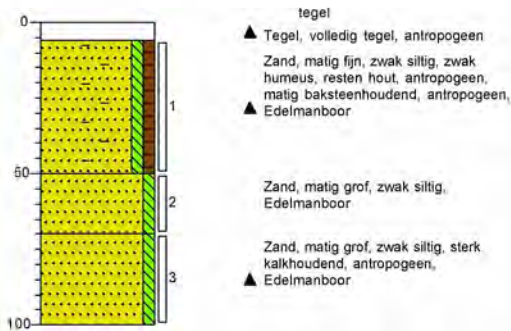 tegel
0
Tegel, volledig tegel, antropogeen
Zand, matig fijn, zwak siltig, zwak
humeus, resten hout, antropogeen,
matig baksteenhoudend, antropogeen,
Edelmanboor
1
50
Zand, matig grof, zwak siltig,
Edelmanboor
2
Zand, matig grof, zwak siltig, sterk
kalkhoudend, antropogeen,
Edelmanboor
3
100